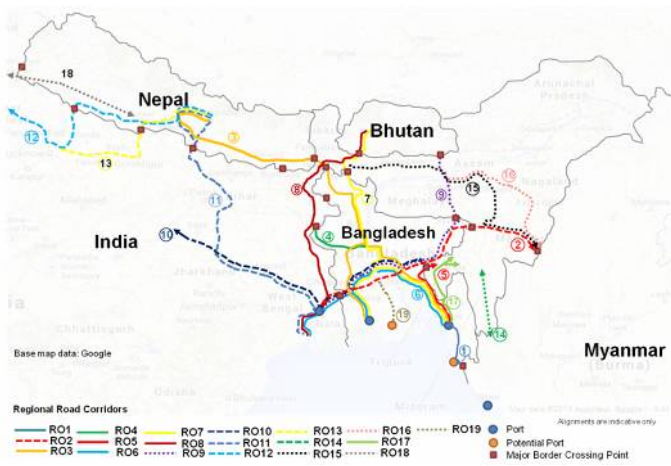 18
Nepal
Bhutan
12
13
3
8
7
9
15
16
11
India
10
4
Bangladesh
2
5
6
17
19
14
1
Base map data: Google
Myanmar
Regional Road Corridors
Alignments are indicative only
RO1 RO4 RO7 RO10 RO13 RO16 RO19
RO2 RO5 RO8 RO11 RO14 RO17
RO3 RO6 RO9 RO12 RO15 RO18
Port
Potential Port
Major Border Crossing Point